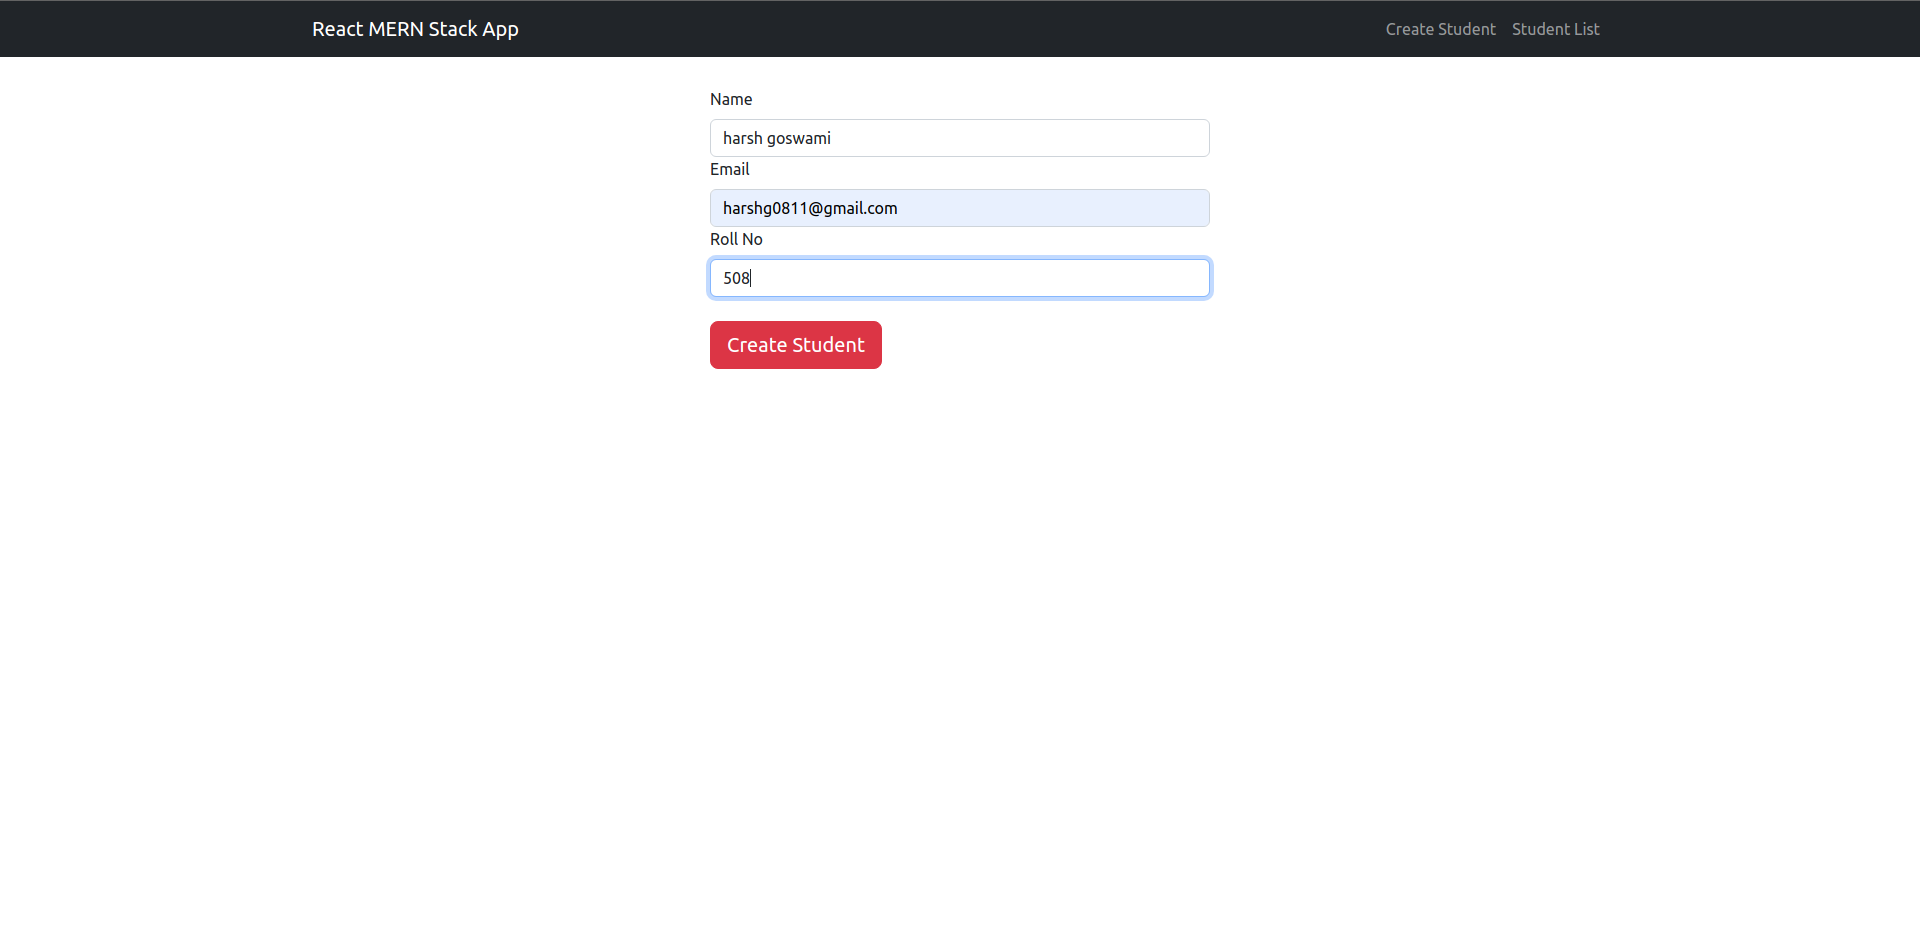 React MERN Stack App Create Student Student List
Name
harsh goswami
Email
harshg0811@gmail.com
Roll No
508
Create Student